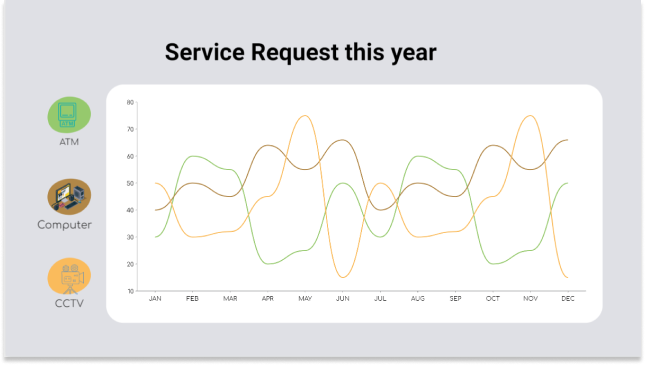 Service Request this year
ATM
ATM
Computer
CCTV
80
70
60
50
40
30
20
10
JAN FEB MAR APR MAY JUN JUL AUG SEP OCT NOV DEC